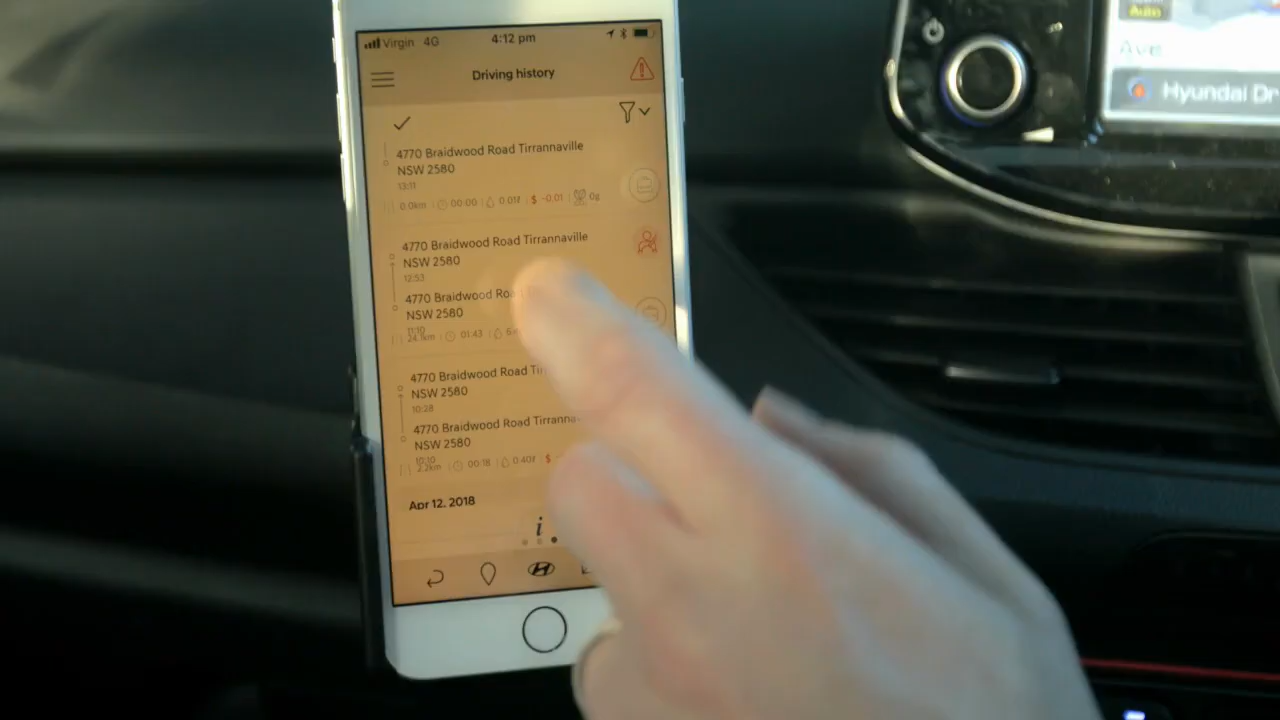 Virgin 4G
4:12 pm
Driving history
4770 Braidwood Road Tirrannaville
NSW 2580
13:11
0.0km 00:00 0.01ℓ $ -0.01 0g
4770 Braidwood Road Tirrannaville
NSW 2580
12:53
4770 Braidwood Roa
NSW 2580
11:10
24.1km 01:43
4770 Braidwood Road Ti
NSW 2580
10:28
4770 Braidwood Road Tirranna
NSW 2580
10:10
2.3km 00:18 0.40ℓ $
Apr 12, 2018
i
Auto
Ave
Hyundai Dr